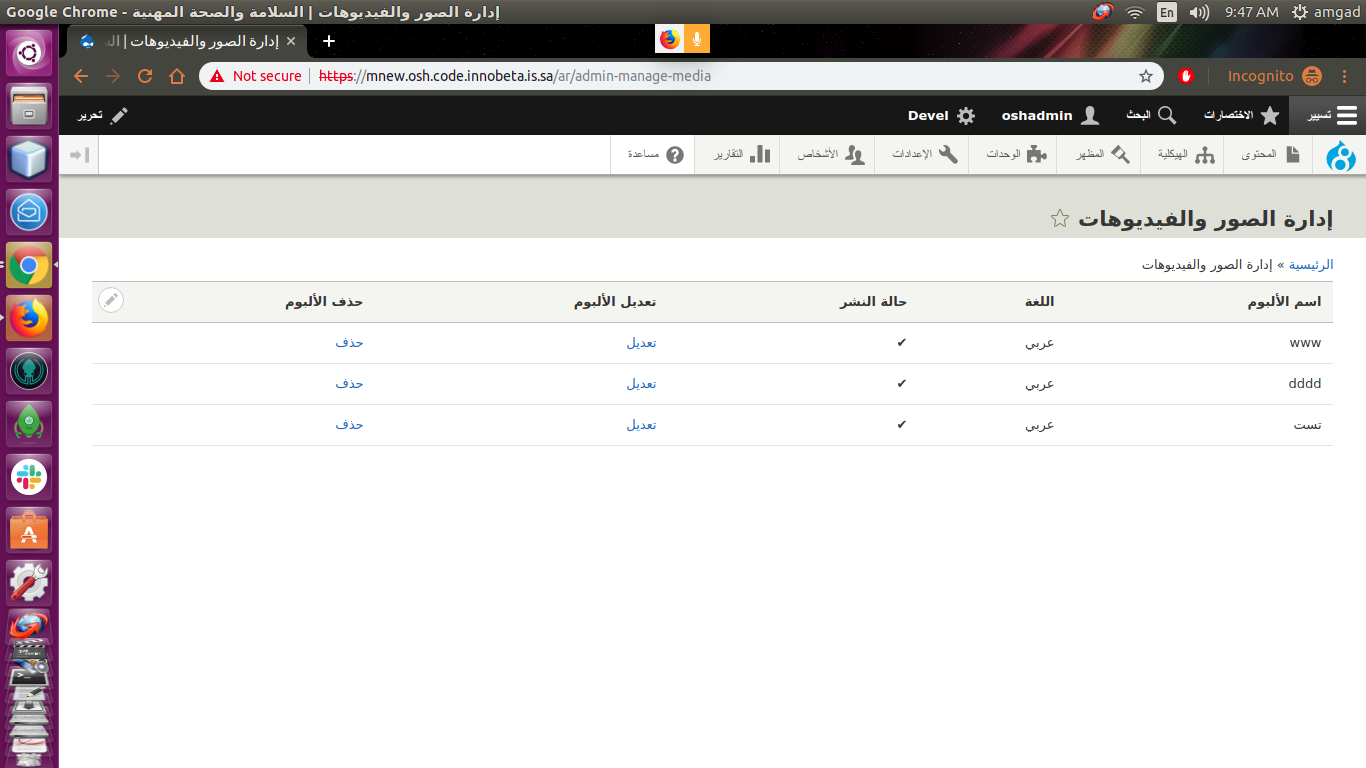 إدارة الصور والفيديوهات | السلامة والصحة المهنية - Google Chrome
En
9:47 AM
amgad
إدارة الصور والفيديوهات | الس
Not secure | https://mnew.osh.code.innobeta.is.sa/ar/admin-manage-media
Incognito
تسيير الاختصارات البحث oshadmin Devel تحرير
المحتوى الهيكلية المظهر الوحدات الإعدادات الأشخاص التقارير مساعدة
إدارة الصور والفيديوهات
الرئيسية » إدارة الصور والفيديوهات
اسم الألبوم اللغة حالة النشر تعديل الألبوم حذف الألبوم
www عربي ✔ تعديل حذف
dddd عربي ✔ تعديل حذف
تست عربي ✔ تعديل حذف